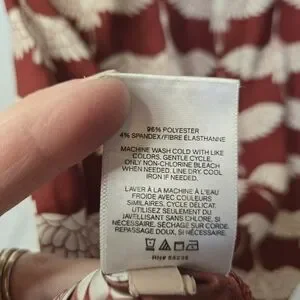 96% POLYESTER
4% SPANDEX/FIBRE ÉLASTHANNE
MACHINE WASH COLD WITH LIKE
COLORS. GENTLE CYCLE,
ONLY NON-CHLORINE BLEACH
WHEN NEEDED. LINE DRY. COOL
IRON IF NEEDED.
LAVER À LA MACHINE À L'EAU
FROIDE AVEC COULEURS
SIMILAIRES, CYCLE DÉLICAT.
UTILISEZ SEULEMENT DU
JAVELLISANT SANS CHLORE, SI
NÉCESSAIRE. SÉCHAGE SUR CORDE.
REPASSAGE DOUX, SI NÉCESSAIRE.